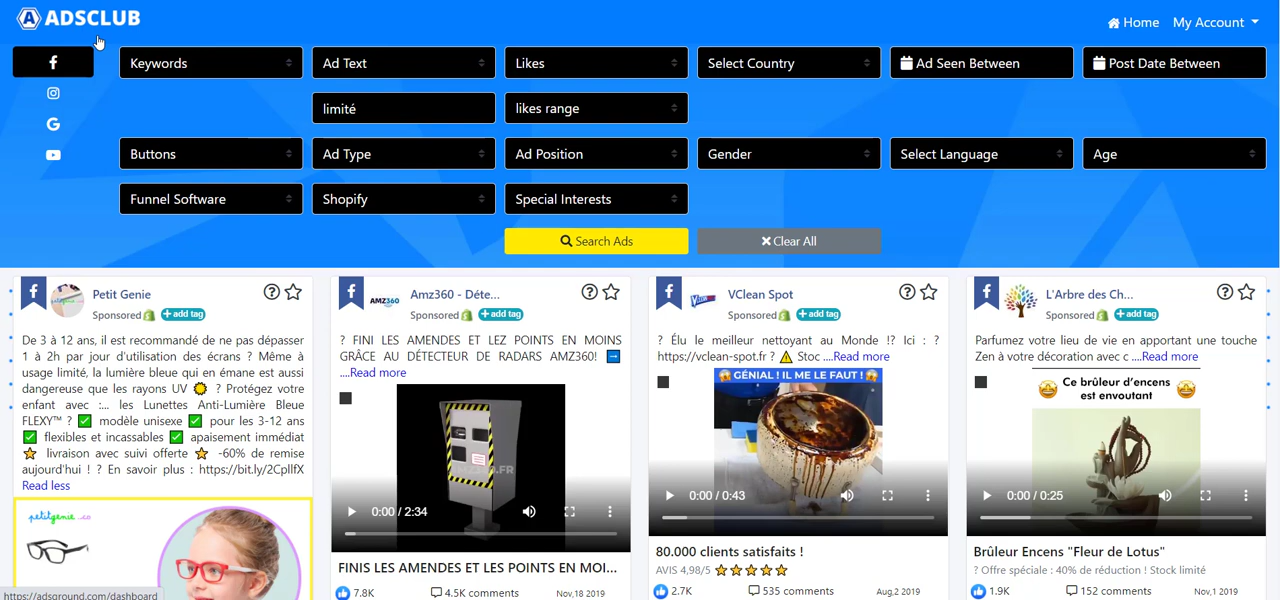 ADSCLUB
Home My Account
Keywords Ad Text Likes Select Country Ad Seen Between Post Date Between
limité likes range
Buttons Ad Type Ad Position Gender Select Language Age
Funnel Software Shopify Special Interests
Search Ads Clear All
Petit Genie
Sponsored add tag
De 3 à 12 ans, il est recommandé de ne pas dépasser
1 à 2h par jour d'utilisation des écrans ? Même à
usage limité, la lumière bleue qui en émane est aussi
dangereuse que les rayons UV ☀ ? Protégez votre
enfant avec :... les Lunettes Anti-Lumière Bleue
FLEXY™ ? ✅ modèle unisexe ✅ pour les 3-12 ans
✅ flexibles et incassables ✅ apaisement immédiat
⭐ livraison avec suivi offerte ⭐ -60% de remise
aujourd'hui ! ? En savoir plus : https://bit.ly/2CpllfX
Read less
petitgenie.co
https://adsground.com/dashboard
AMZ360
Amz360 - Déte...
Sponsored add tag
? FINI LES AMENDES ET LEZ POINTS EN MOINS
GRÂCE AU DÉTECTEUR DE RADARS AMZ360! ➡
....Read more
AMZ360.FR
0:00 / 2:34
FINIS LES AMENDES ET LES POINTS EN MOI...
7.8K 4.5K comments Nov,18 2019
VClean Spot
Sponsored add tag
? Élu le meilleur nettoyant au Monde !? Ici : ?
https://vclean-spot.fr ? ⚠ Stoc ....Read more
😱 GÉNIAL ! IL ME LE FAUT ! 😱
0:00 / 0:43
80.000 clients satisfaits !
AVIS 4,98/5 ⭐⭐⭐⭐⭐
2.7K 535 comments Aug,2 2019
L'Arbre des Ch...
Sponsored add tag
Parfumez votre lieu de vie en apportant une touche
Zen à votre décoration avec c ....Read more
🤩 Ce brûleur d'encens 🤩
est envoutant
0:00 / 0:25
Brûleur Encens "Fleur de Lotus"
? Offre spéciale : 40% de réduction ! Stock limité
1.9K 152 comments Nov,1 2019